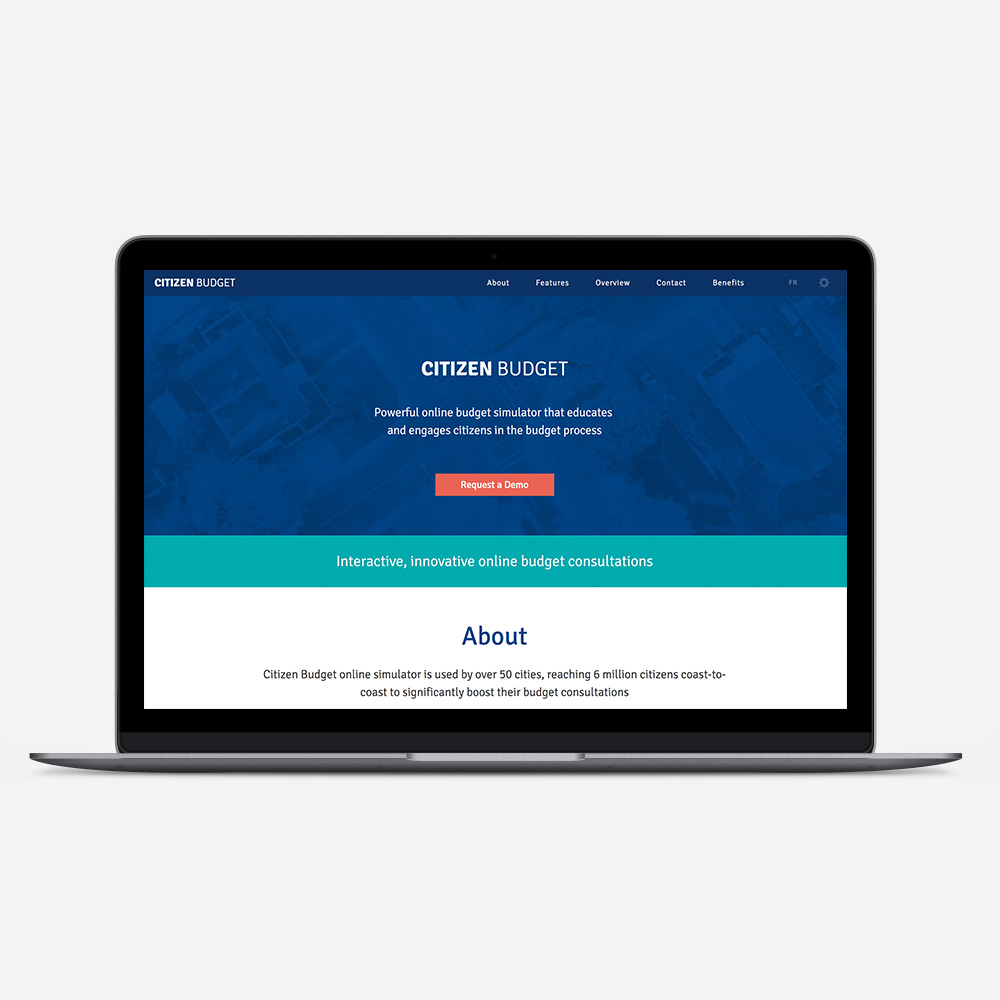 CITIZEN BUDGET
About Features Overview Contact Benefits FR
CITIZEN BUDGET
Powerful online budget simulator that educates
and engages citizens in the budget process
Request a Demo
Interactive, innovative online budget consultations
About
Citizen Budget online simulator is used by over 50 cities, reaching 6 million citizens coast-to-
coast to significantly boost their budget consultations